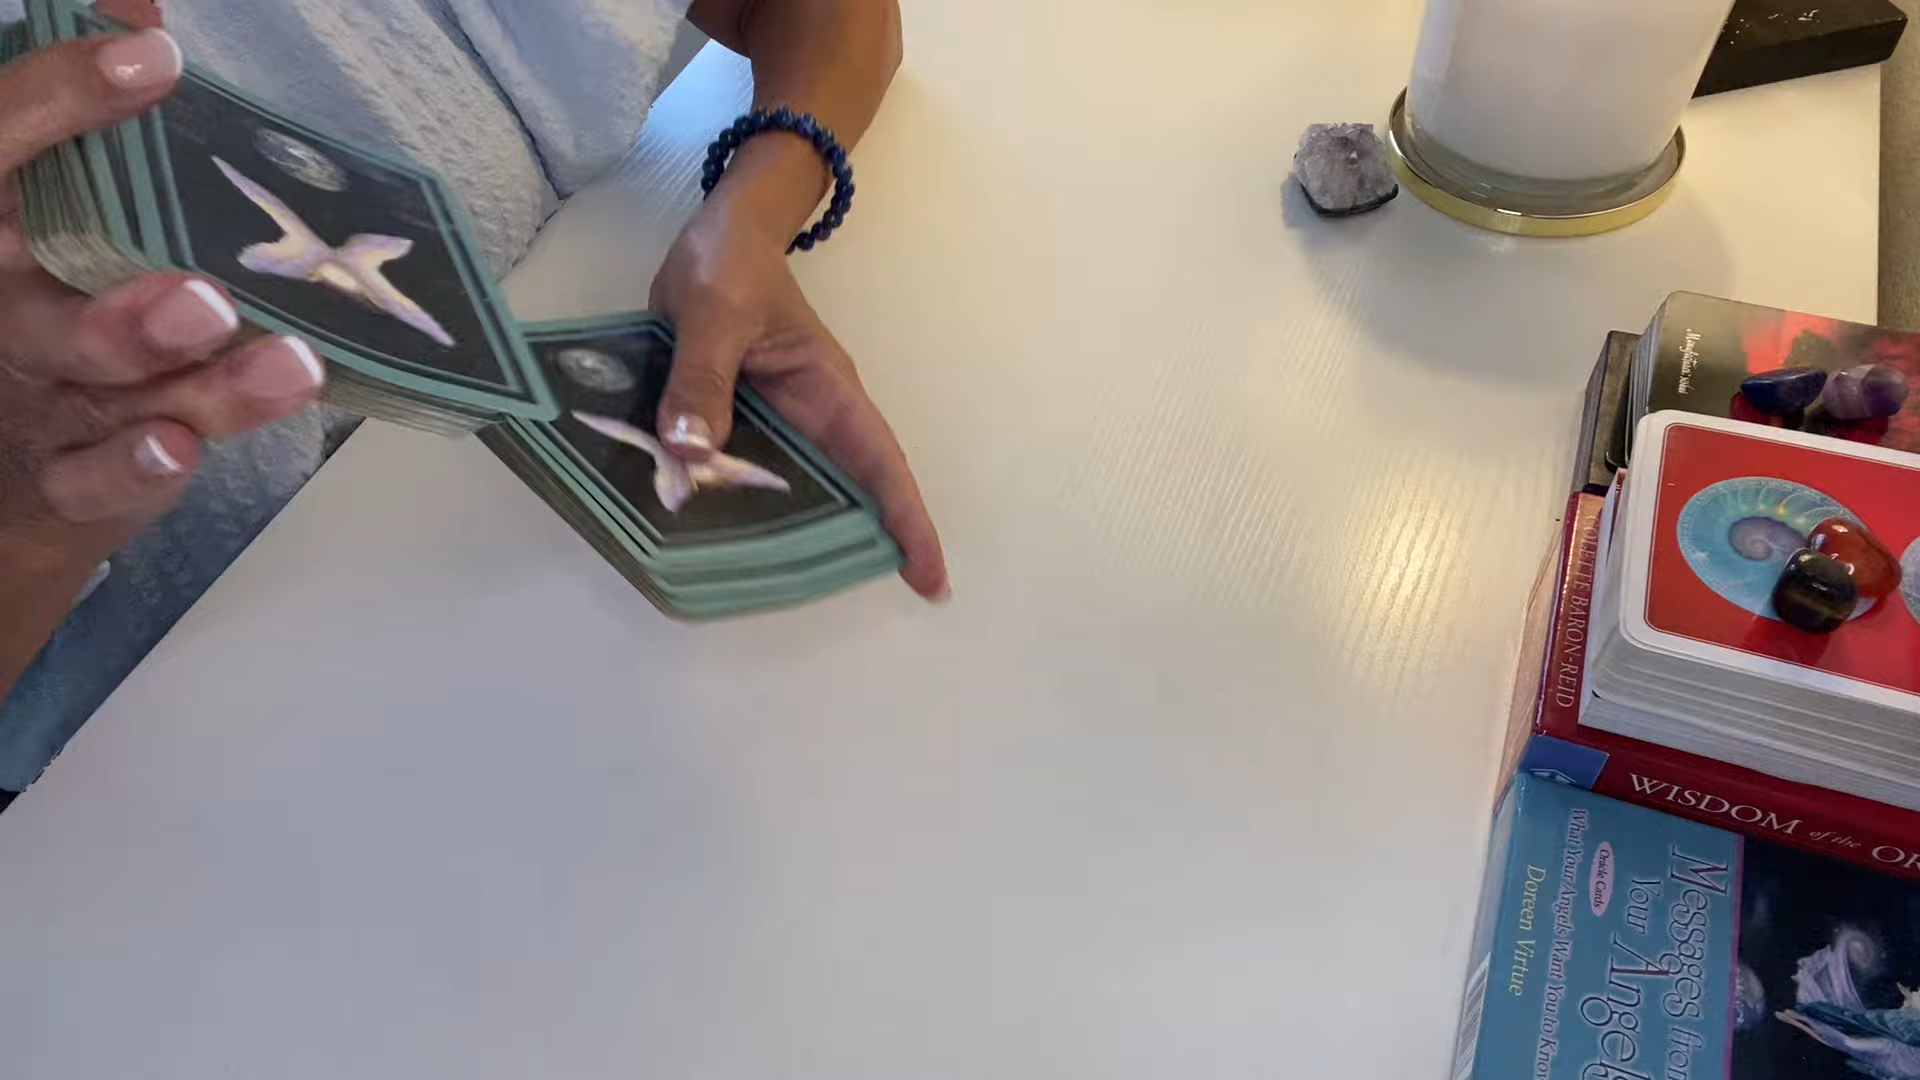 COLETTE BARON-REID
WISDOM of the
Messages from
Your Angels
Oracle Cards
What Your Angels Want You to Know
Doreen Virtue